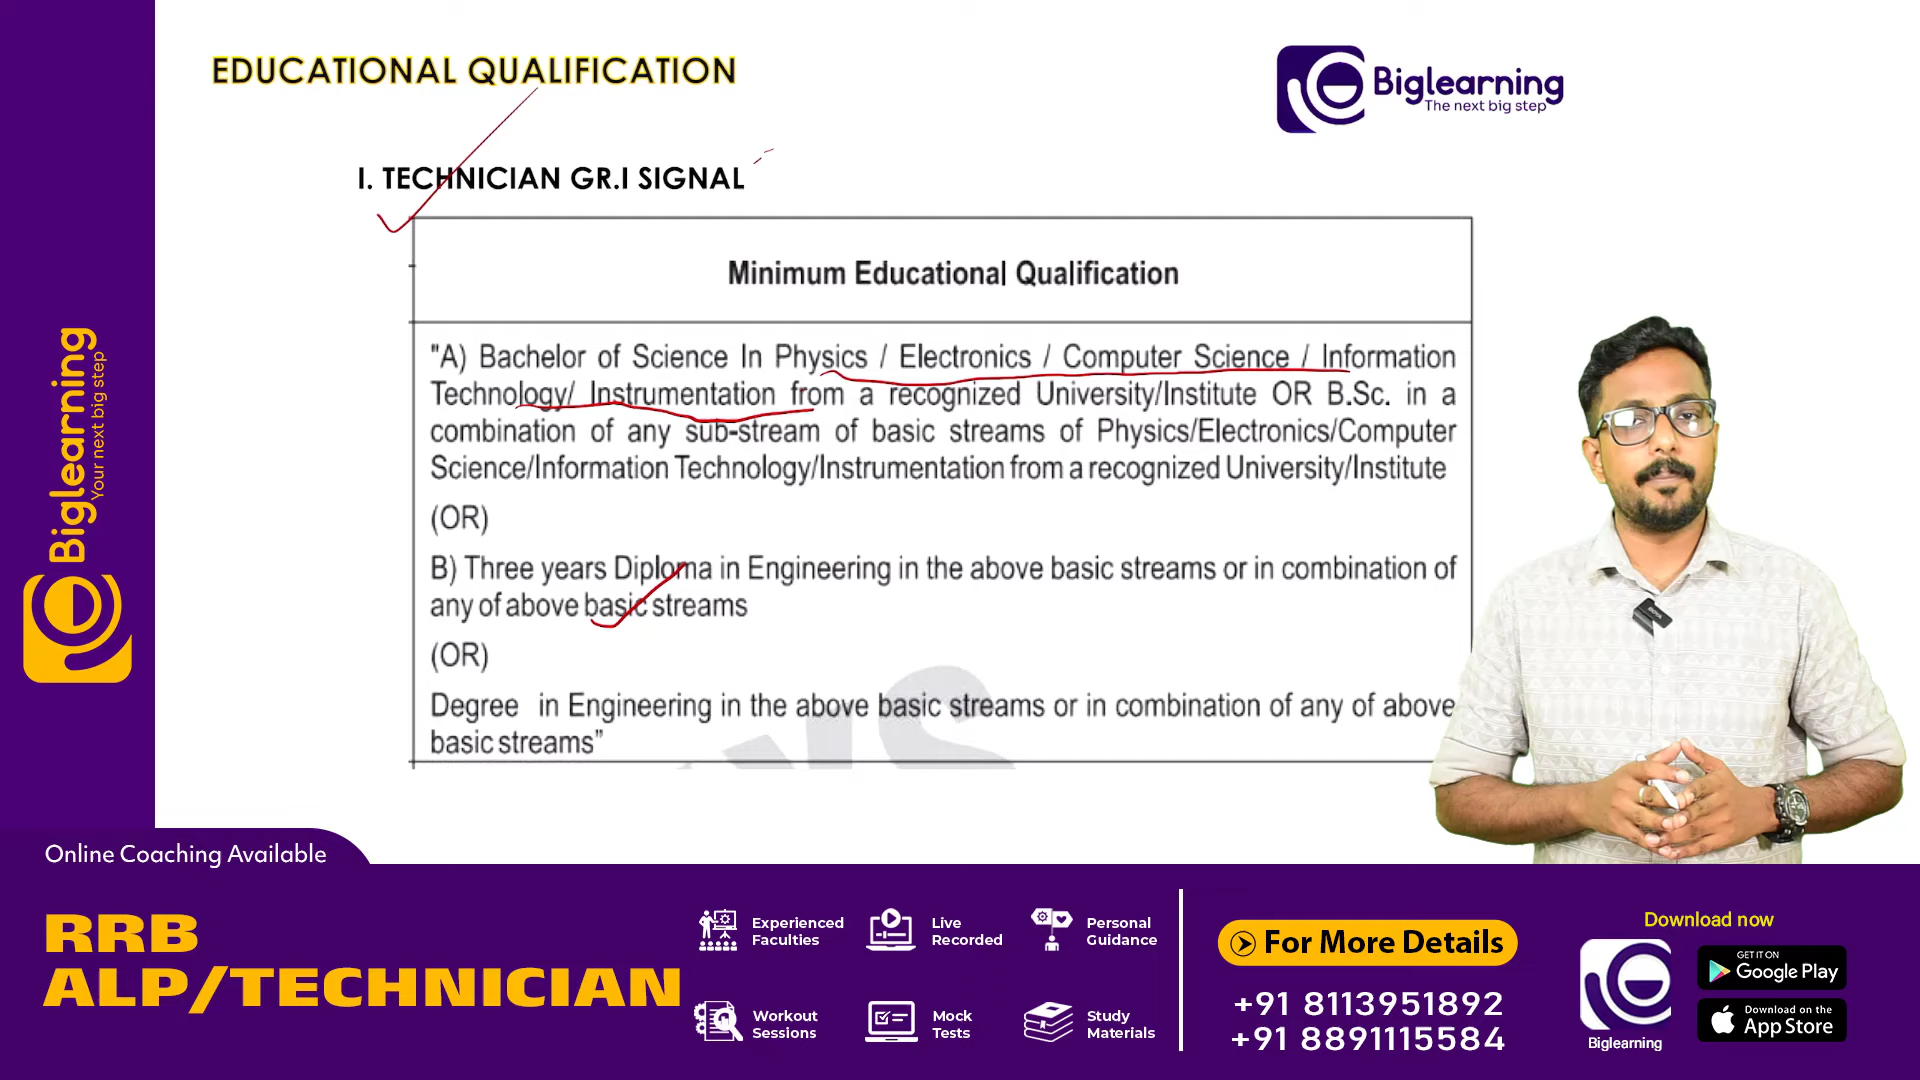 EDUCATIONAL QUALIFICATION
Biglearning
The next big step
I. TECHNICIAN GR.I SIGNAL
Minimum Educational Qualification
"A) Bachelor of Science In Physics / Electronics / Computer Science / Information
Technology/ Instrumentation from a recognized University/Institute OR B.Sc. in a
combination of any sub-stream of basic streams of Physics/Electronics/Computer
Science/Information Technology/Instrumentation from a recognized University/Institute
(OR)
B) Three years Diploma in Engineering in the above basic streams or in combination of
any of above basic streams
(OR)
Degree in Engineering in the above basic streams or in combination of any of above
basic streams”
Biglearning
Your next big step
Online Coaching Available
RRB
ALP/TECHNICIAN
Experienced
Faculties
Live
Recorded
Personal
Guidance
Workout
Sessions
Mock
Tests
Study
Materials
For More Details
+91 8113951892
+91 8891115584
Download now
Biglearning
GET IT ON
Google Play
Download on the
App Store